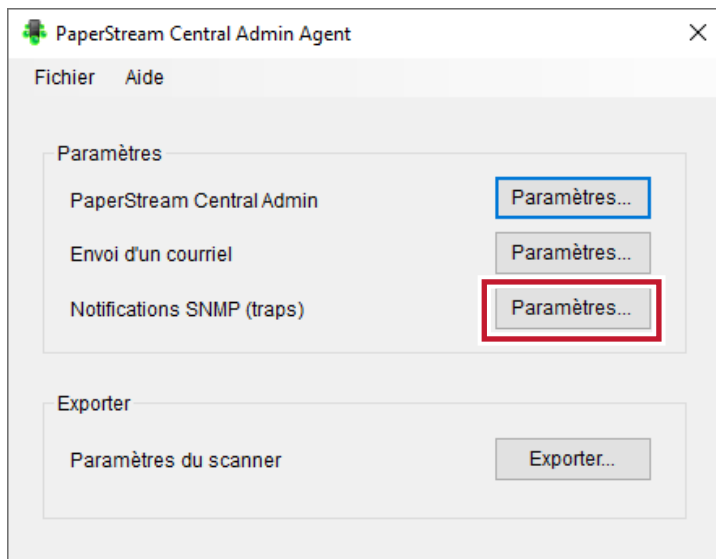 PaperStream Central Admin Agent
Fichier Aide
Paramètres
PaperStream Central Admin Paramètres...
Envoi d'un courriel Paramètres...
Notifications SNMP (traps) Paramètres...
Exporter
Paramètres du scanner Exporter...